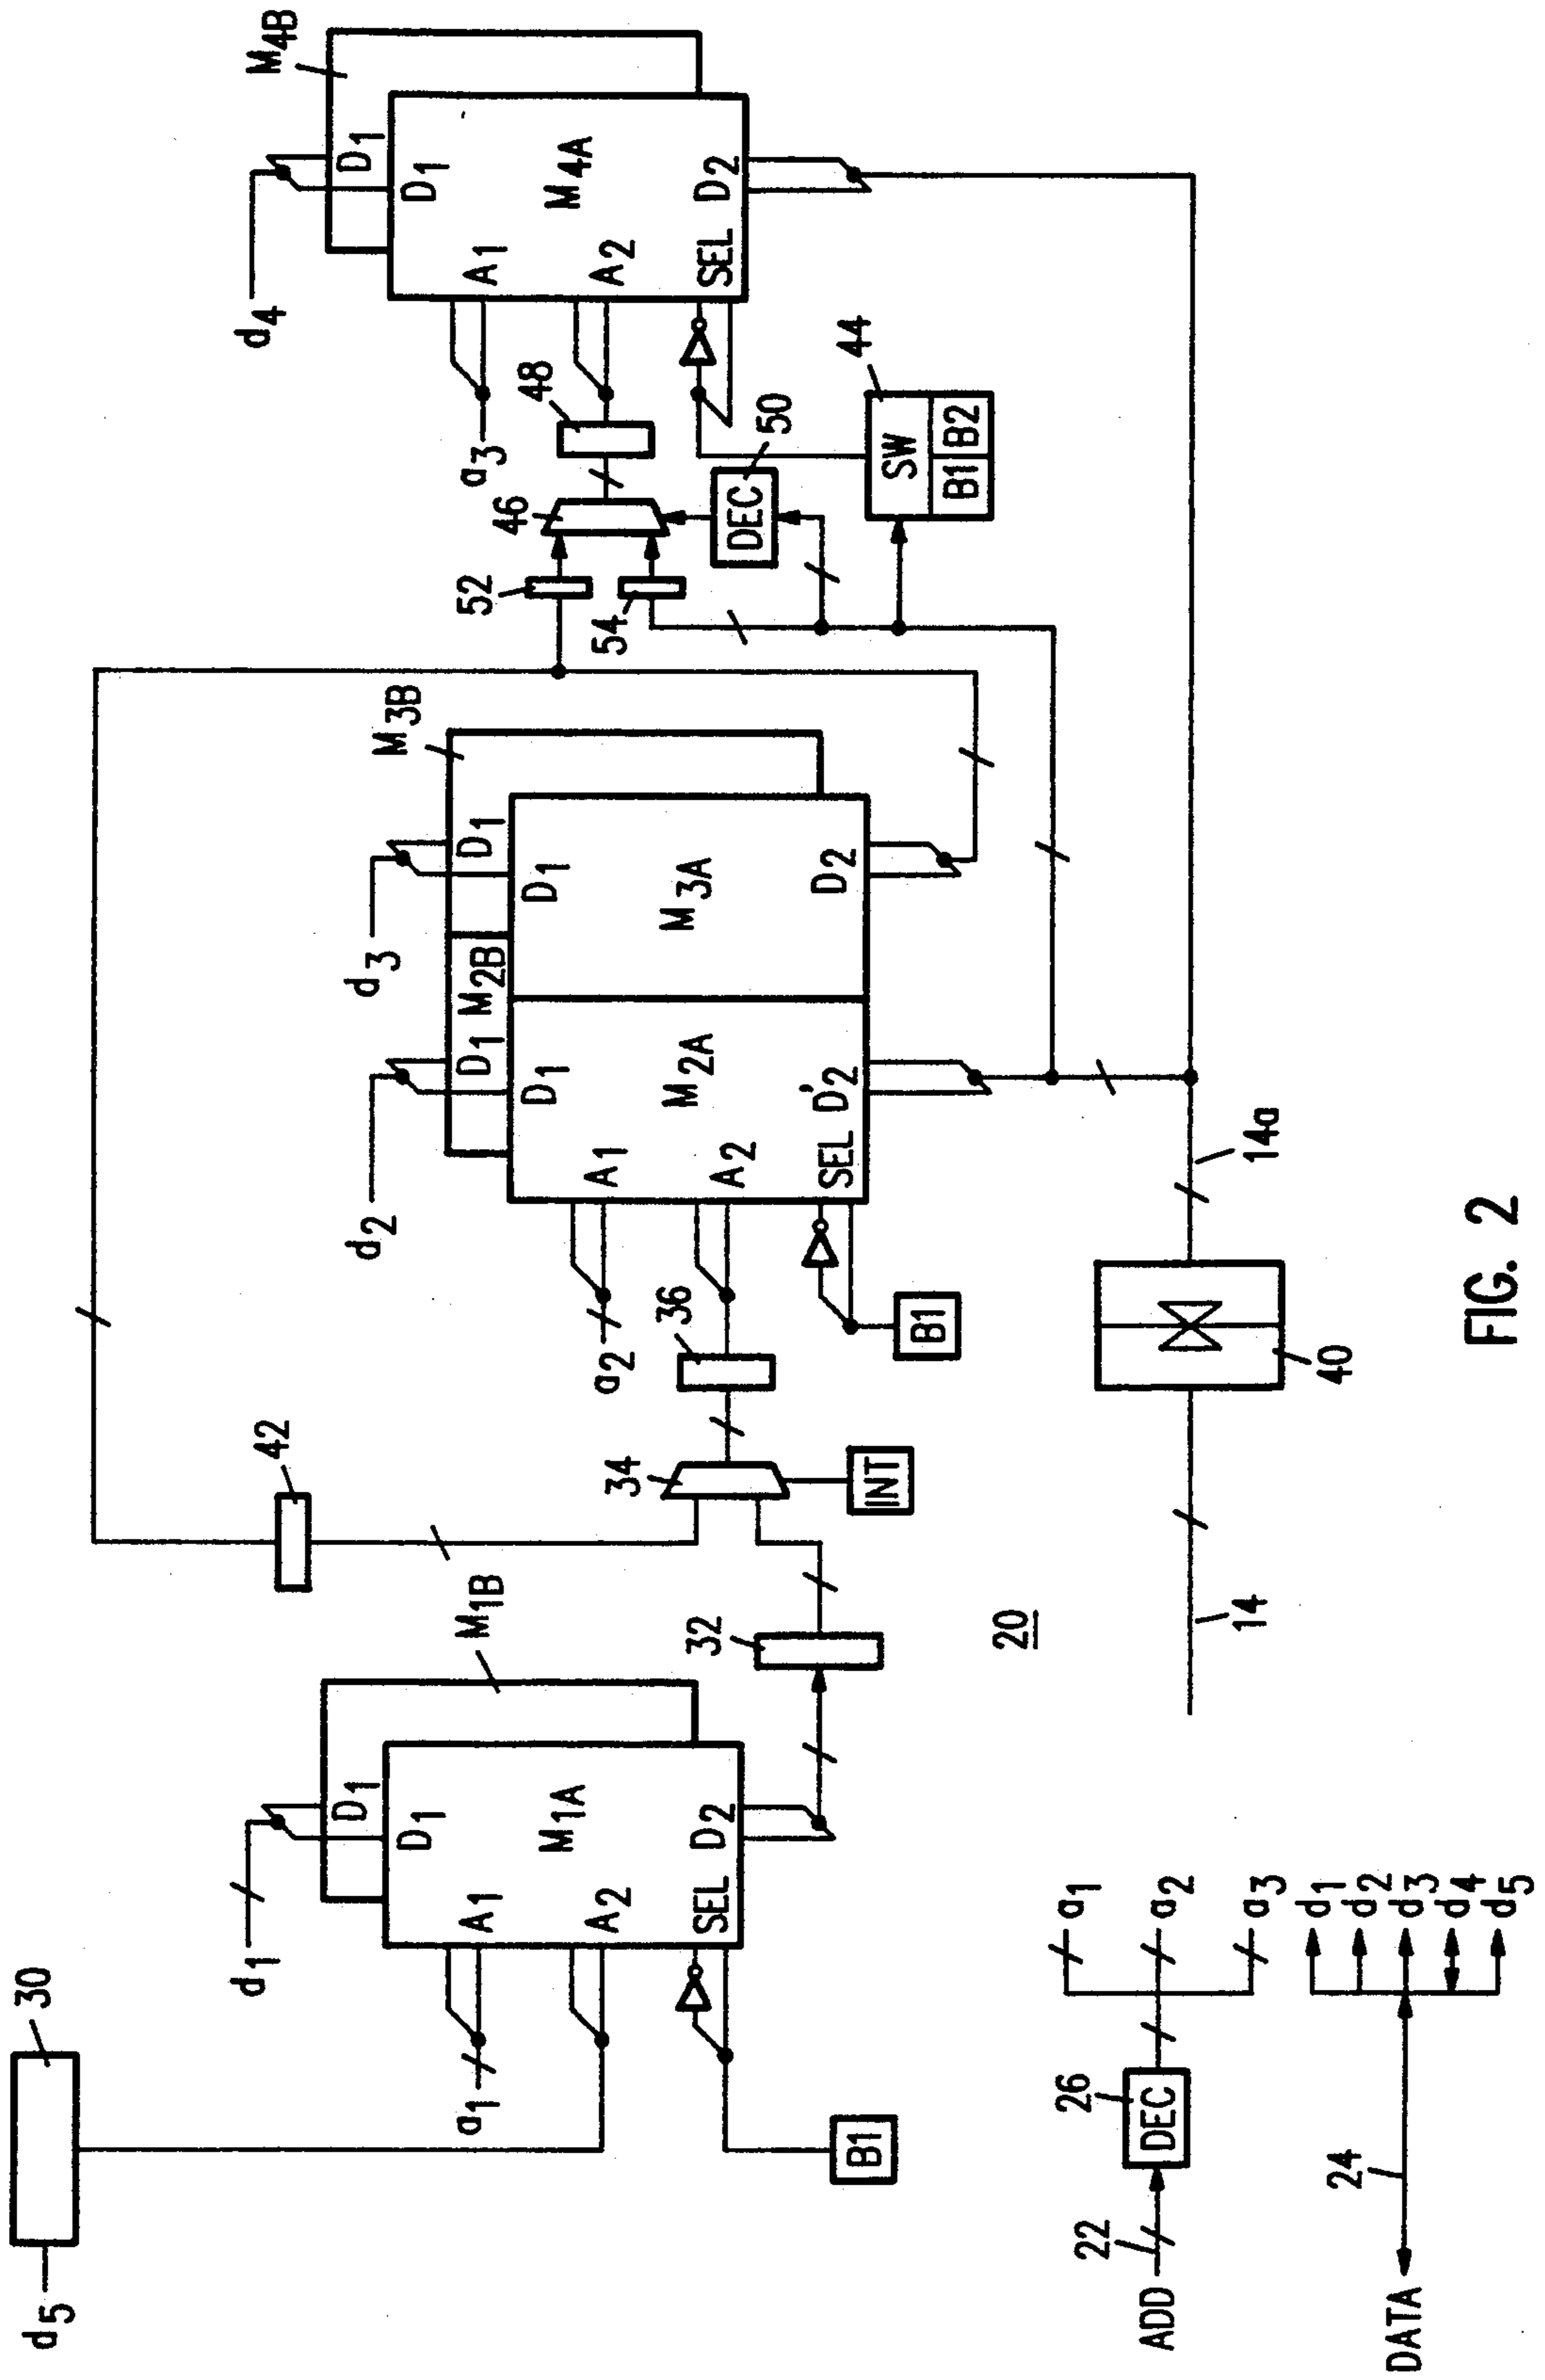 d5
30
a1
d1
D1
D1
A1
A2
SEL
D2
M1A
M1B
B1
32
42
34
INT
36
a2
d2
d3
D1
M2B
D1
D1
D1
A1
A2
SEL
D'2
M2A
M3A
D2
M3B
B1
52
54
46
48
DEC
50
SW
B1
B2
44
a3
d4
D1
D1
A1
A2
SEL
D2
M4A
M4B
ADD
22
DEC
26
a1
a2
a3
DATA
24
d1
d2
d3
d4
d5
20
14
40
14a
FIG. 2